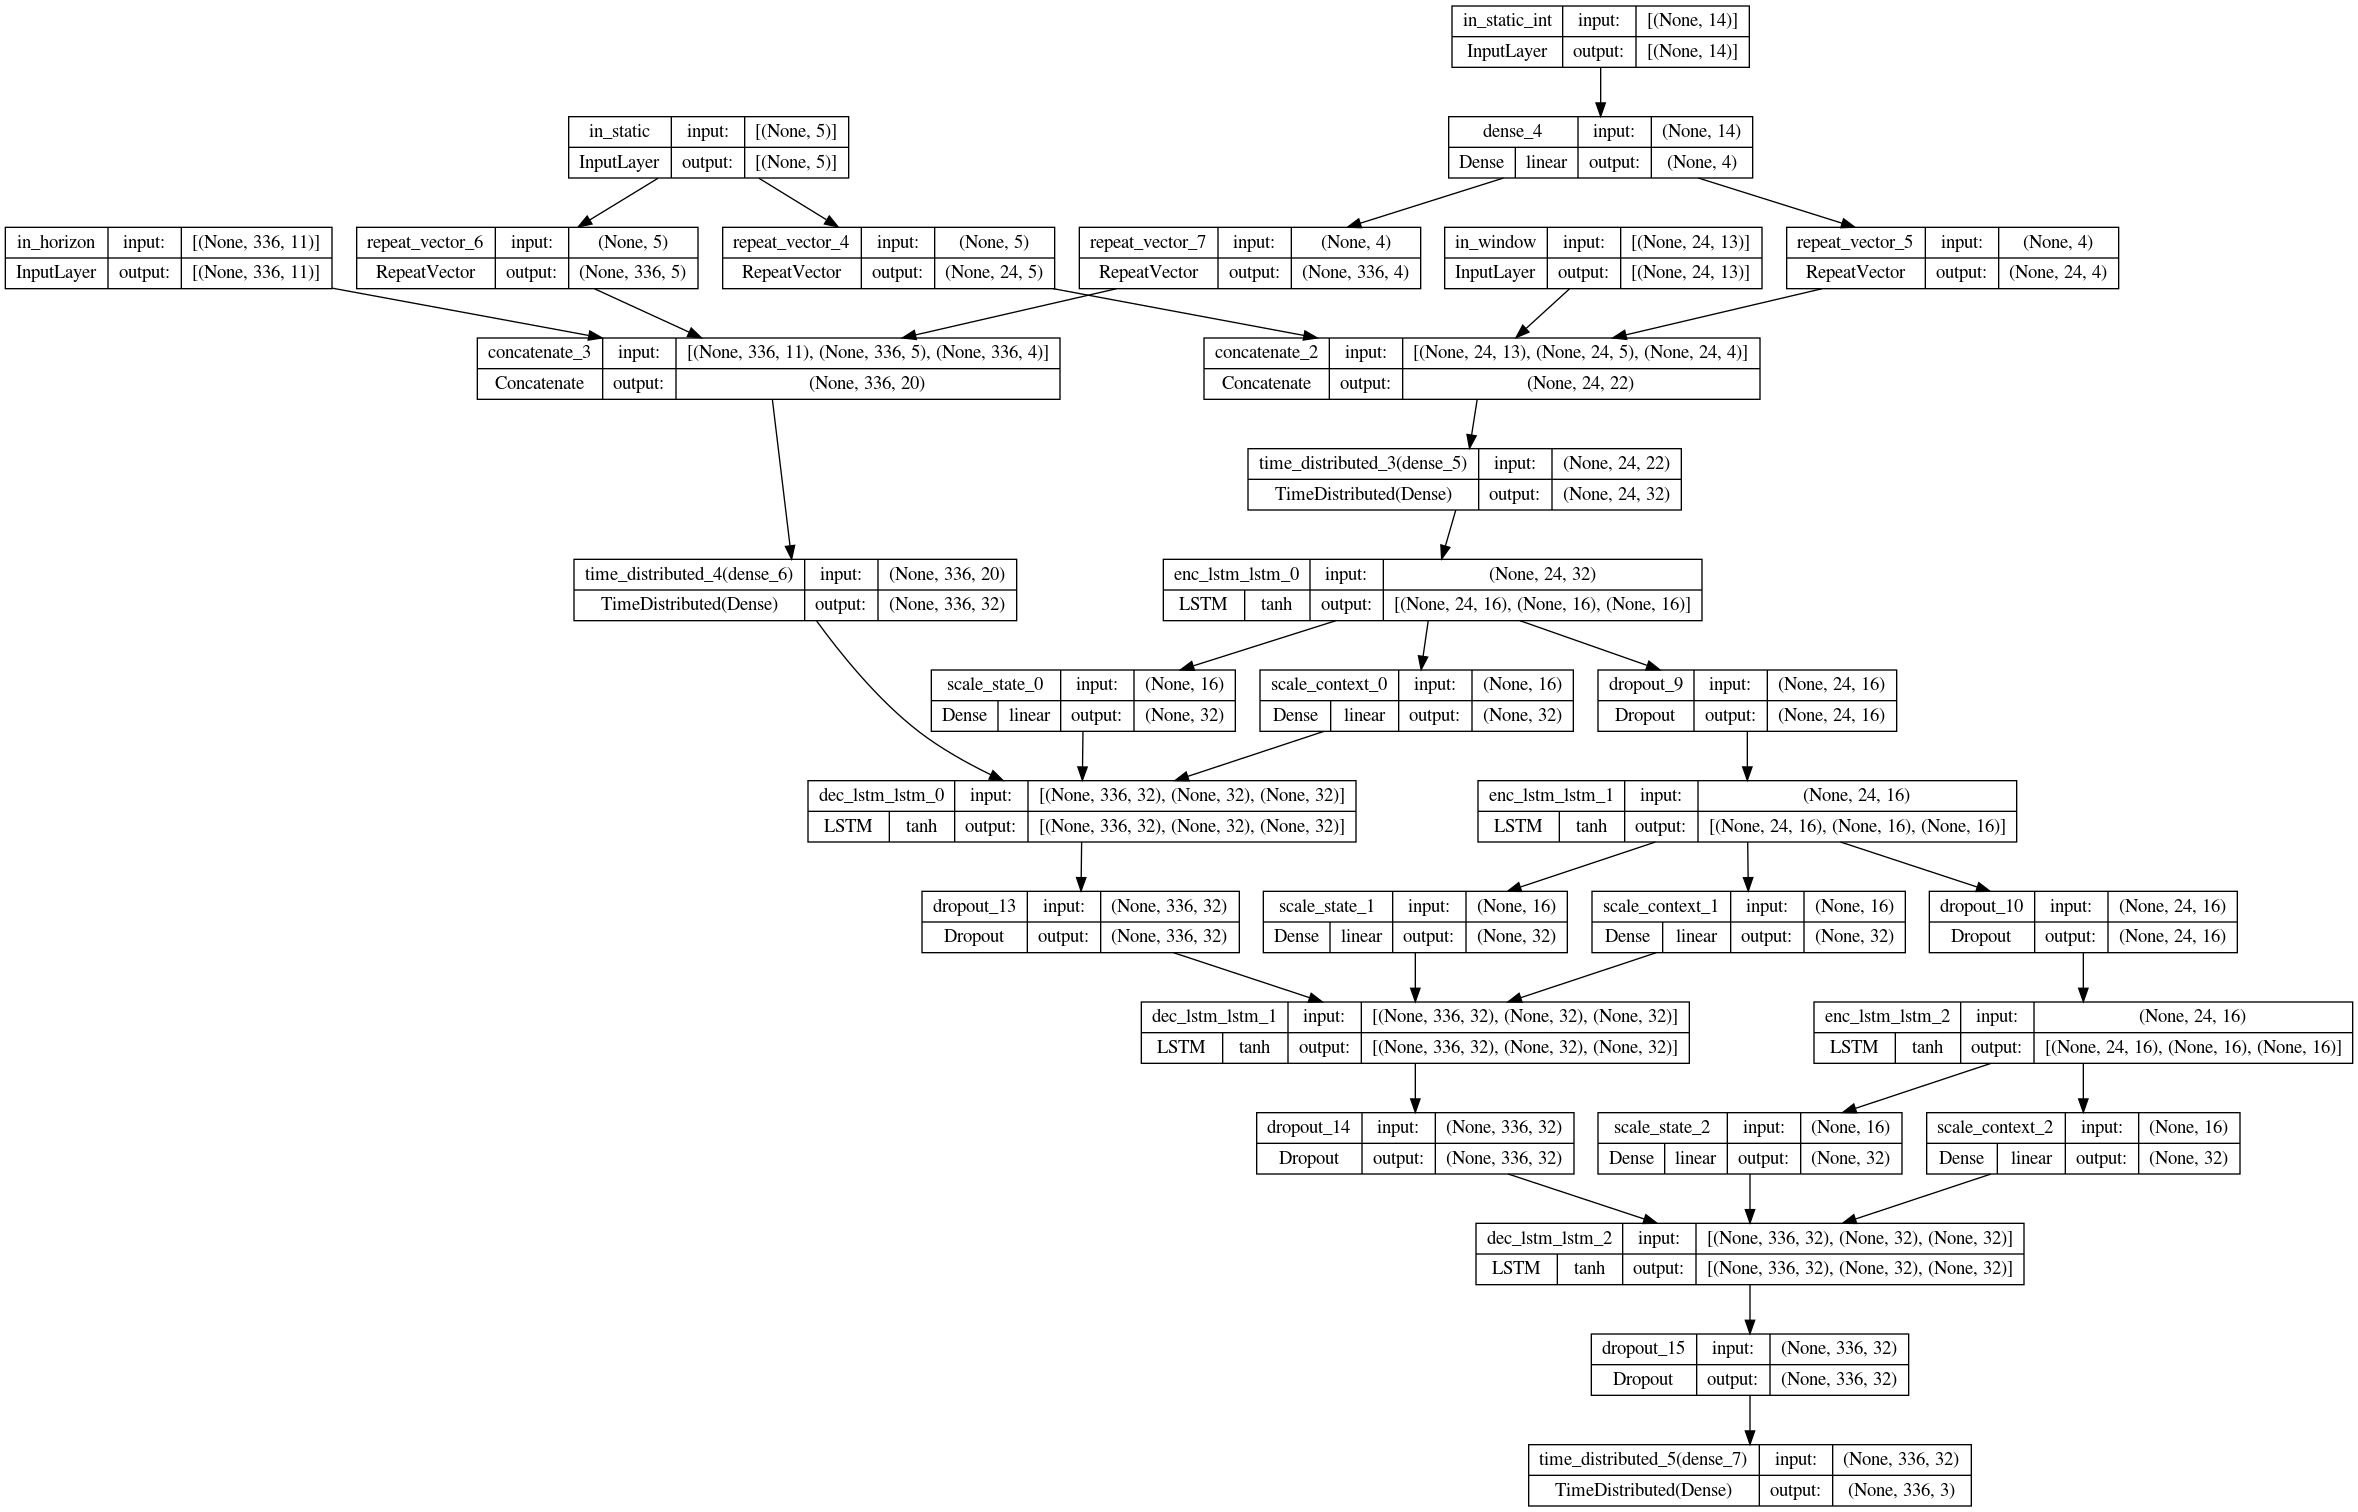 in_static_int input: [(None, 14)]
InputLayer output: [(None, 14)]
in_static input: [(None, 5)]
InputLayer output: [(None, 5)]
dense_4 input: (None, 14)
Dense linear output: (None, 4)
in_horizon input: [(None, 336, 11)]
InputLayer output: [(None, 336, 11)]
repeat_vector_6 input: (None, 5)
RepeatVector output: (None, 336, 5)
repeat_vector_4 input: (None, 5)
RepeatVector output: (None, 24, 5)
repeat_vector_7 input: (None, 4)
RepeatVector output: (None, 336, 4)
in_window input: [(None, 24, 13)]
InputLayer output: [(None, 24, 13)]
repeat_vector_5 input: (None, 4)
RepeatVector output: (None, 24, 4)
concatenate_3 input: [(None, 336, 11), (None, 336, 5), (None, 336, 4)]
Concatenate output: (None, 336, 20)
concatenate_2 input: [(None, 24, 13), (None, 24, 5), (None, 24, 4)]
Concatenate output: (None, 24, 22)
time_distributed_3(dense_5) input: (None, 24, 22)
TimeDistributed(Dense) output: (None, 24, 32)
time_distributed_4(dense_6) input: (None, 336, 20)
TimeDistributed(Dense) output: (None, 336, 32)
enc_lstm_lstm_0 input: (None, 24, 32)
LSTM tanh output: [(None, 24, 16), (None, 16), (None, 16)]
scale_state_0 input: (None, 16)
Dense linear output: (None, 32)
scale_context_0 input: (None, 16)
Dense linear output: (None, 32)
dropout_9 input: (None, 24, 16)
Dropout output: (None, 24, 16)
dec_lstm_lstm_0 input: [(None, 336, 32), (None, 32), (None, 32)]
LSTM tanh output: [(None, 336, 32), (None, 32), (None, 32)]
enc_lstm_lstm_1 input: (None, 24, 16)
LSTM tanh output: [(None, 24, 16), (None, 16), (None, 16)]
dropout_13 input: (None, 336, 32)
Dropout output: (None, 336, 32)
scale_state_1 input: (None, 16)
Dense linear output: (None, 32)
scale_context_1 input: (None, 16)
Dense linear output: (None, 32)
dropout_10 input: (None, 24, 16)
Dropout output: (None, 24, 16)
dec_lstm_lstm_1 input: [(None, 336, 32), (None, 32), (None, 32)]
LSTM tanh output: [(None, 336, 32), (None, 32), (None, 32)]
enc_lstm_lstm_2 input: (None, 24, 16)
LSTM tanh output: [(None, 24, 16), (None, 16), (None, 16)]
dropout_14 input: (None, 336, 32)
Dropout output: (None, 336, 32)
scale_state_2 input: (None, 16)
Dense linear output: (None, 32)
scale_context_2 input: (None, 16)
Dense linear output: (None, 32)
dec_lstm_lstm_2 input: [(None, 336, 32), (None, 32), (None, 32)]
LSTM tanh output: [(None, 336, 32), (None, 32), (None, 32)]
dropout_15 input: (None, 336, 32)
Dropout output: (None, 336, 32)
time_distributed_5(dense_7) input: (None, 336, 32)
TimeDistributed(Dense) output: (None, 336, 3)